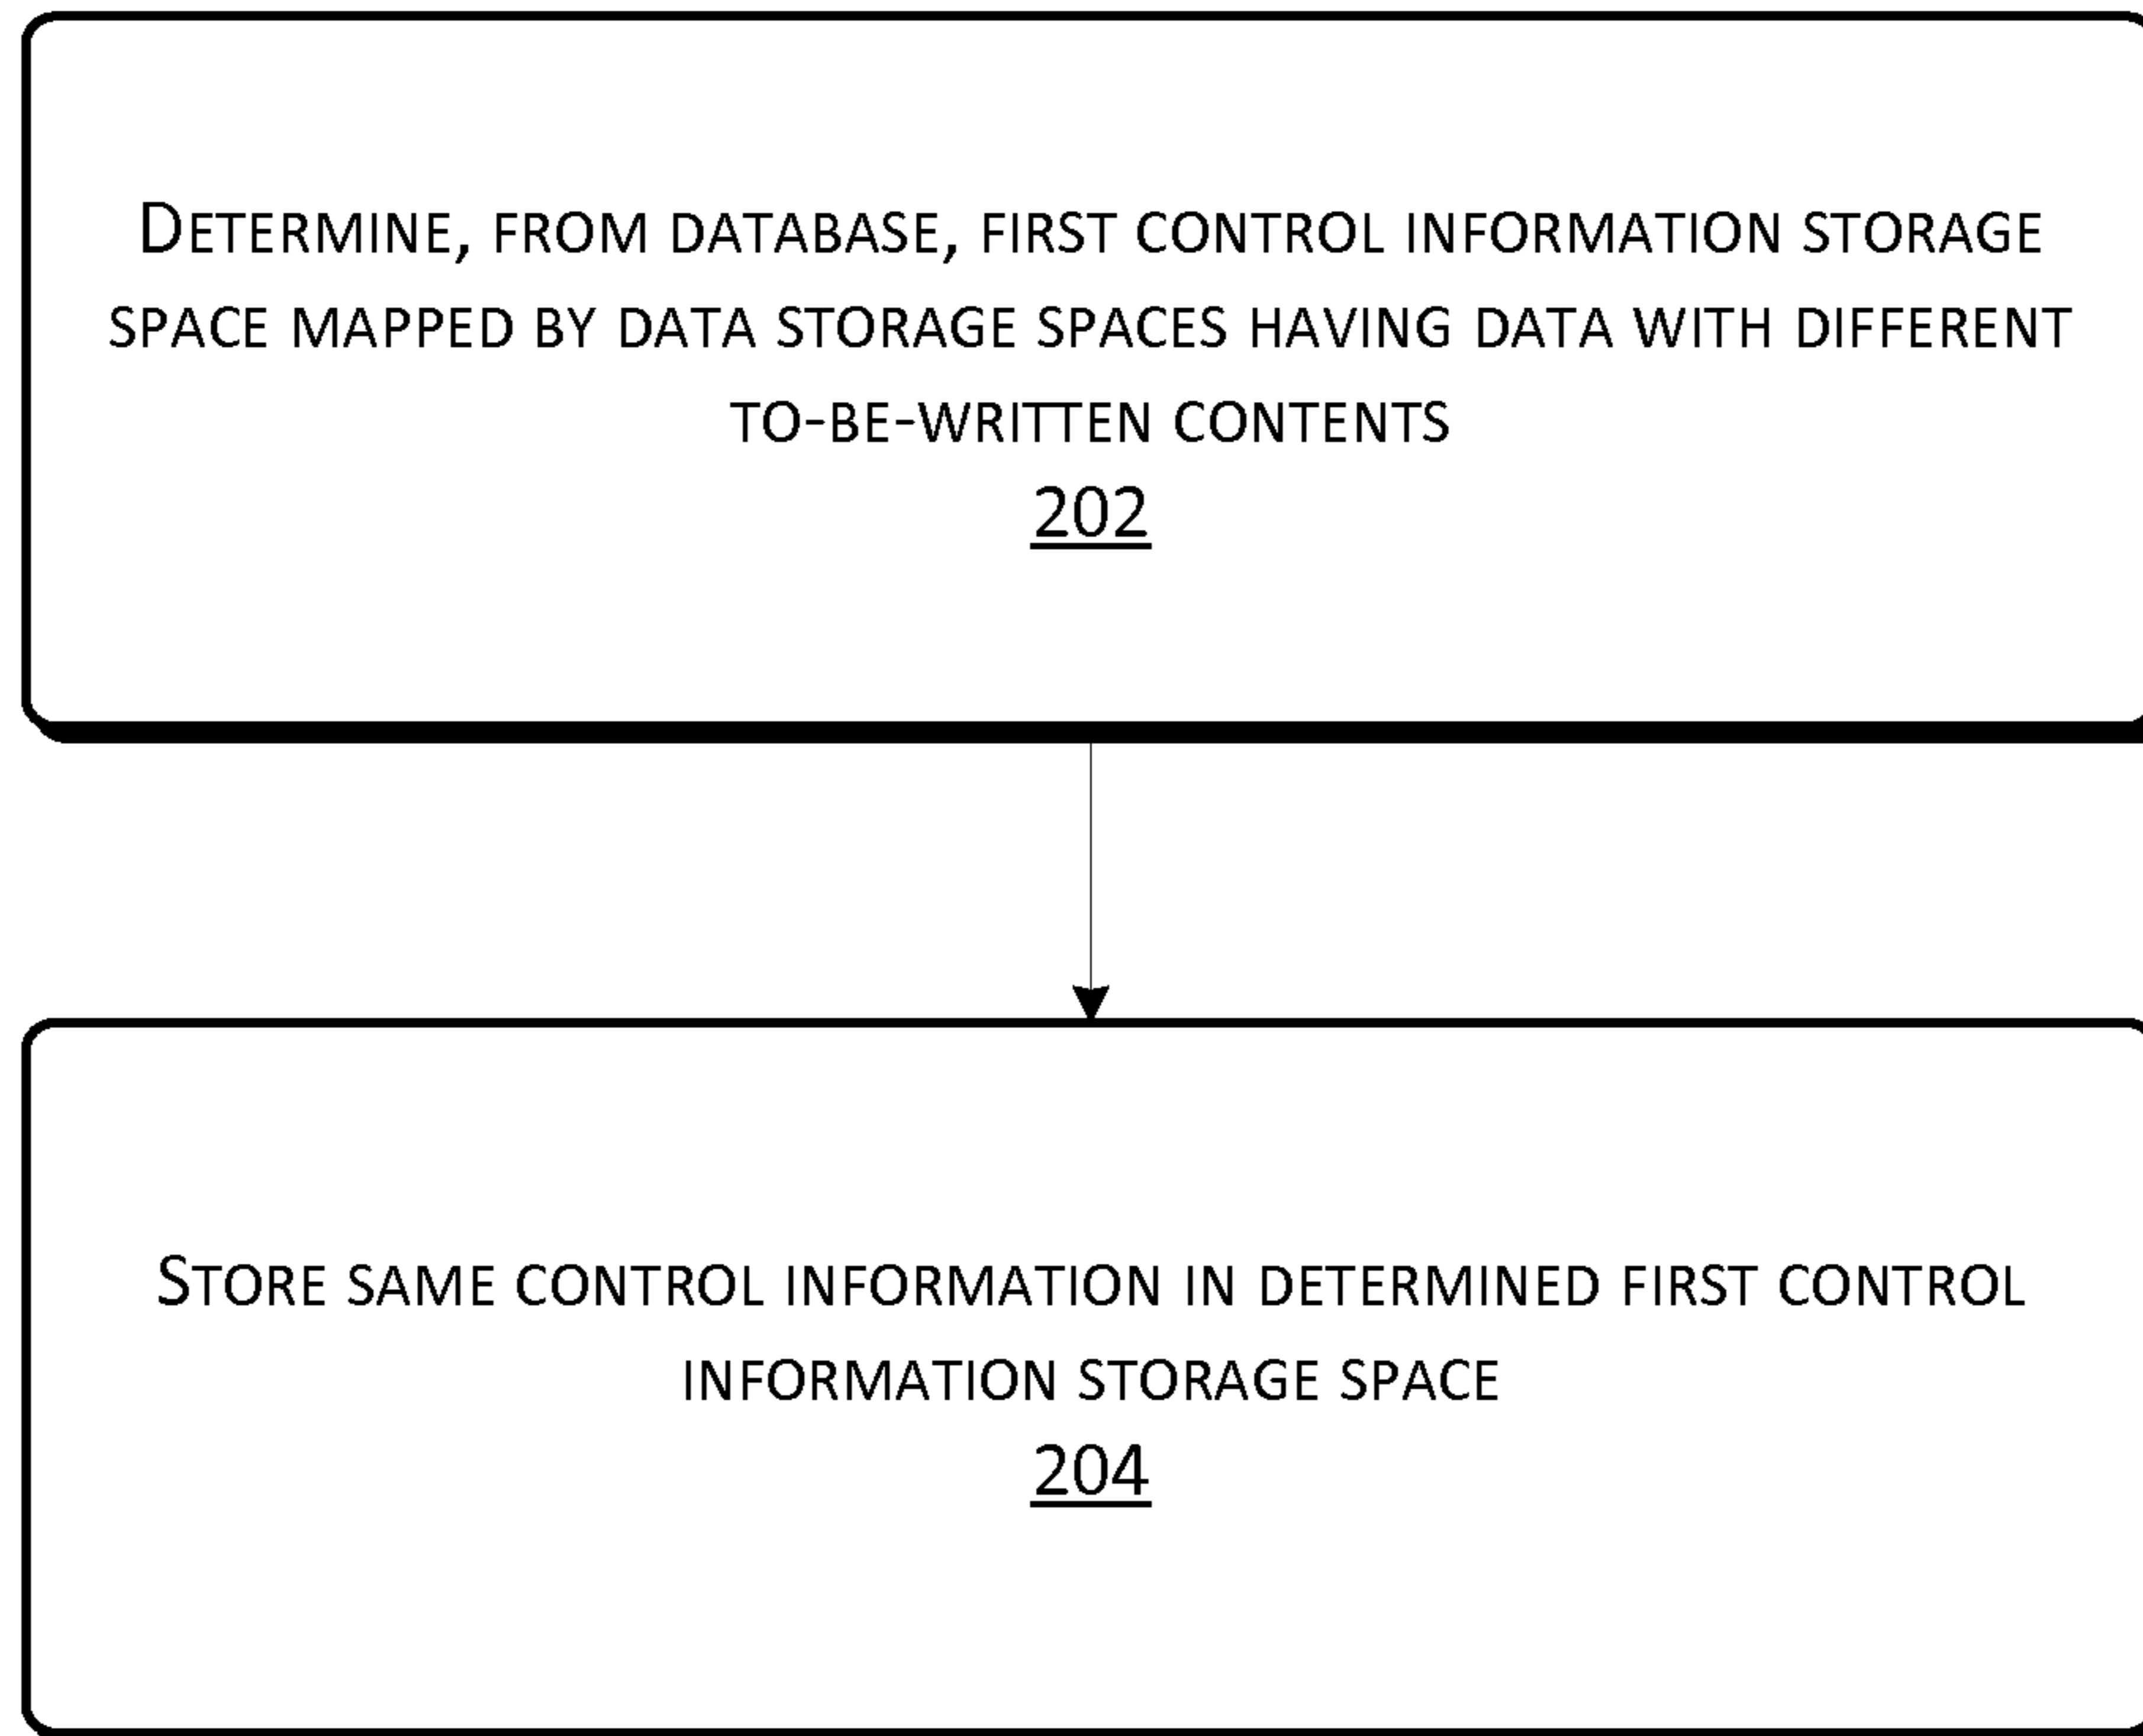 DETERMINE, FROM DATABASE, FIRST CONTROL INFORMATION STORAGE
SPACE MAPPED BY DATA STORAGE SPACES HAVING DATA WITH DIFFERENT
TO-BE-WRITTEN CONTENTS
202
STORE SAME CONTROL INFORMATION IN DETERMINED FIRST CONTROL
INFORMATION STORAGE SPACE
204